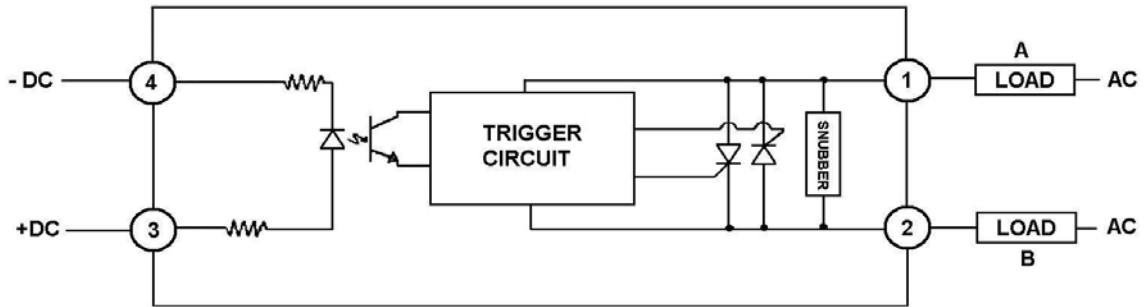 - DC
4
+DC
3
TRIGGER
CIRCUIT
SNUBBER
1
A
LOAD
AC
2
LOAD
AC
B